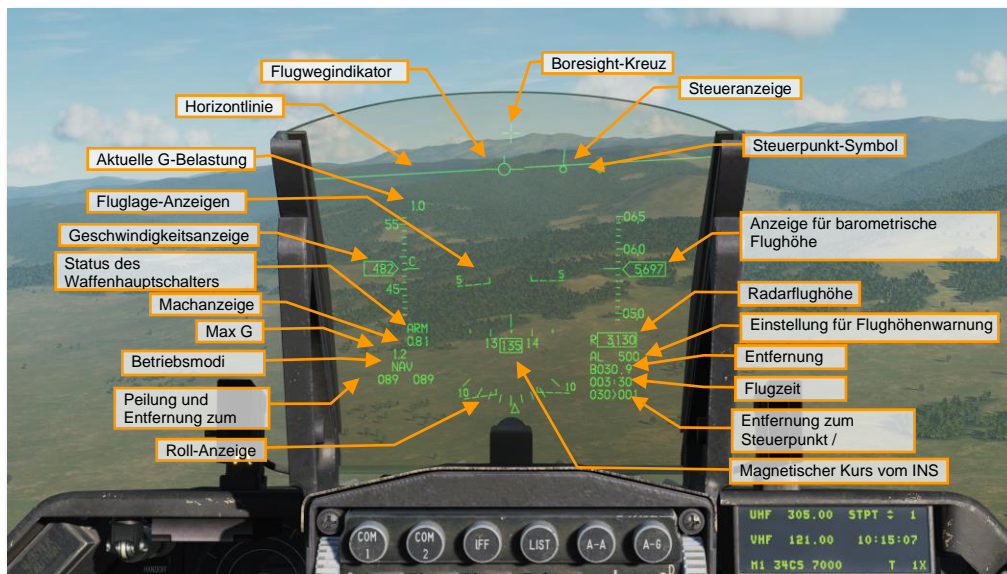 Boresight-Kreuz
Flugwegindikator
Steueranzeige
Horizontlinie
Steuerpunkt-Symbol
Aktuelle G-Belastung
Fluglage-Anzeigen
Geschwindigkeitsanzeige
Anzeige für barometrische
Flughöhe
Status des
Waffenhauptschalters
Radarflughöhe
Machanzeige
Einstellung für Flughöhenwarnung
Max G
Entfernung
Betriebsmodi
Flugzeit
Peilung und
Entfernung zum
Entfernung zum
Steuerpunkt /
Roll-Anzeige
Magnetischer Kurs vom INS
1.0
55
482
C
45
ARM
0.81
1.2
NAV
089 089
5 5
13 135 14
10 10
065
060
5,697
050
R 3,130
AL 500
B030.9
003:30
030>001
COM
1
COM
2
IFF
LIST
A-A
A-G
D
UHF 305.00 STPT 1
VHF 121.00 10:15:07
M1 34C5 7000 T 1X